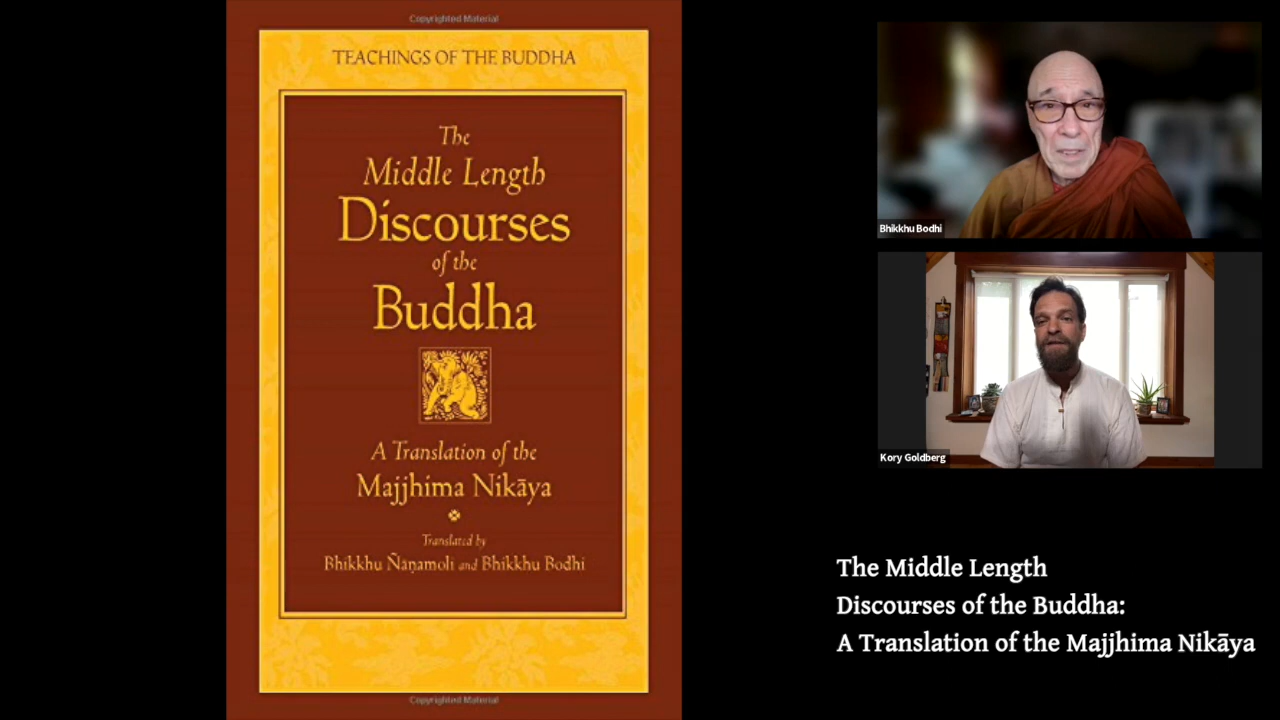 Copyrighted Material
TEACHINGS OF THE BUDDHA
The
Middle Length
Discourses
of the
Buddha
A Translation of the
Majjhima Nikāya
Translated by
Bhikkhu Ñāṇamoli and Bhikkhu Bodhi
Copyrighted Material
Bhikkhu Bodhi
Kory Goldberg
The Middle Length
Discourses of the Buddha:
A Translation of the Majjhima Nikāya